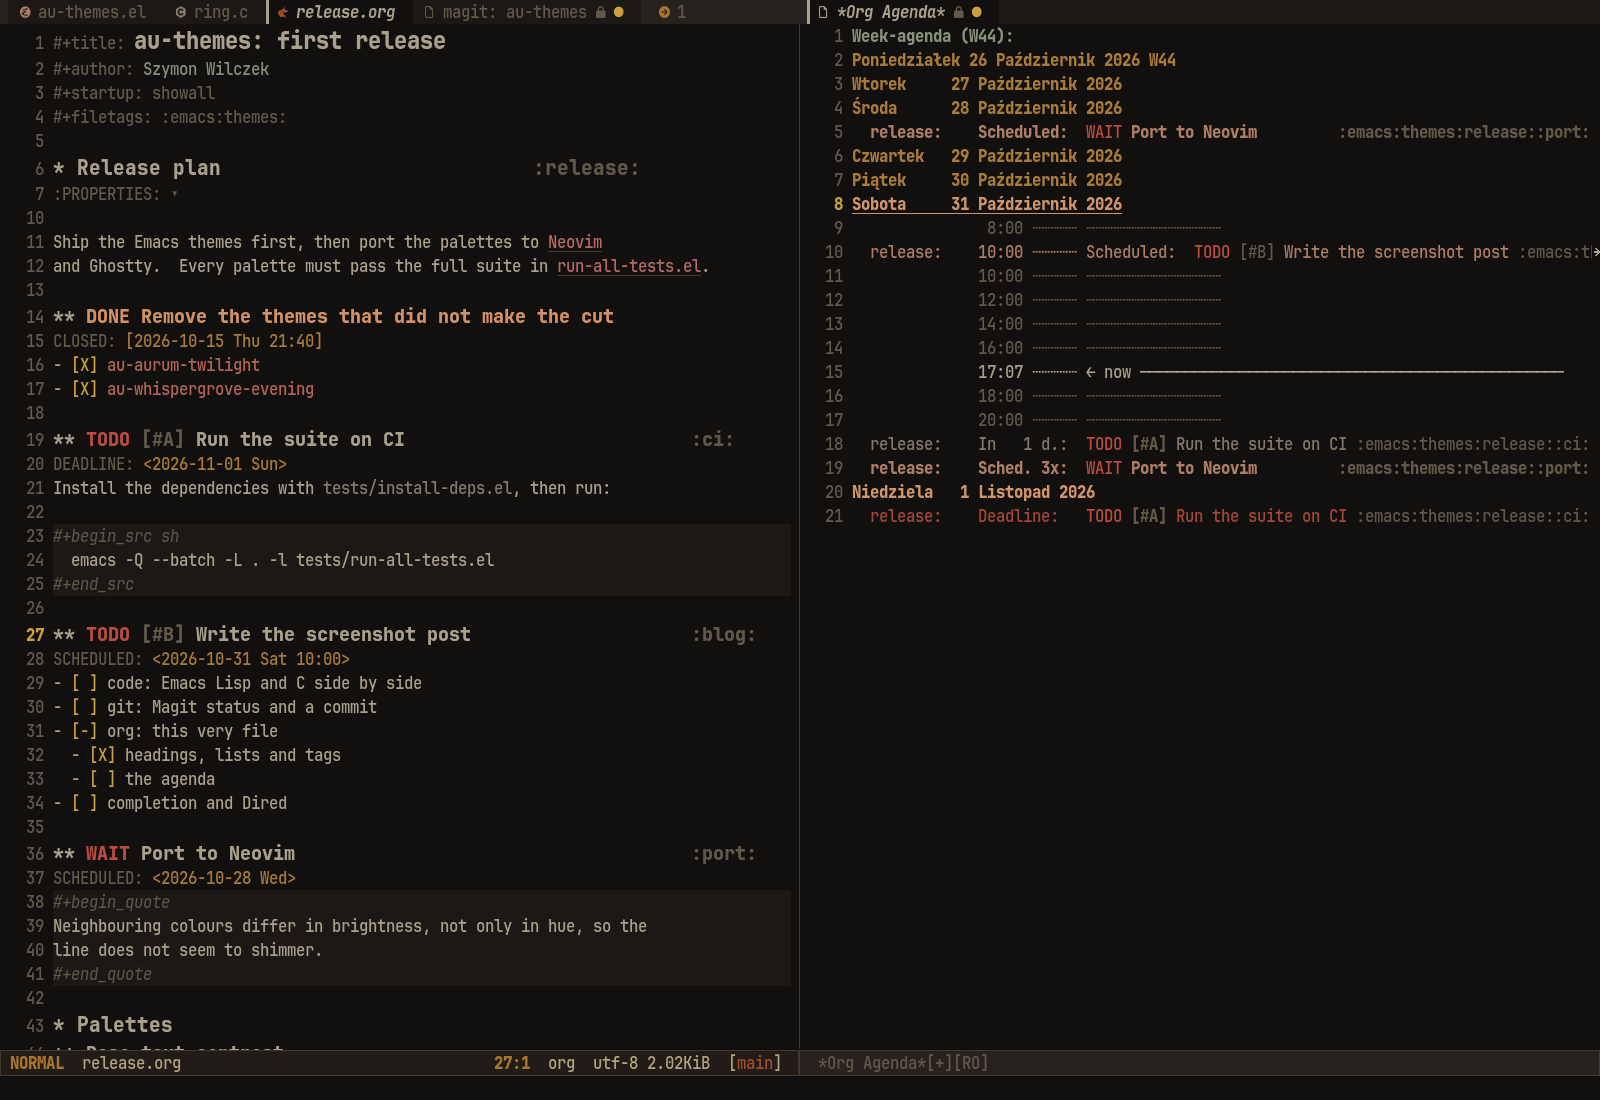 au-themes.el ring.c release.org magit: au-themes 1
1 #+title: au-themes: first release
2 #+author: Szymon Wilczek
3 #+startup: showall
4 #+filetags: :emacs:themes:
5
6 * Release plan :release:
7 :PROPERTIES: ▾
10
11 Ship the Emacs themes first, then port the palettes to Neovim
12 and Ghostty.  Every palette must pass the full suite in run-all-tests.el.
13
14 ** DONE Remove the themes that did not make the cut
15 CLOSED: [2026-10-15 Thu 21:40]
16 - [X] au-aurum-twilight
17 - [X] au-whispergrove-evening
18
19 ** TODO [#A] Run the suite on CI :ci:
20 DEADLINE: <2026-11-01 Sun>
21 Install the dependencies with tests/install-deps.el, then run:
22
23 #+begin_src sh
24   emacs -Q --batch -L . -l tests/run-all-tests.el
25 #+end_src
26
27 ** TODO [#B] Write the screenshot post :blog:
28 SCHEDULED: <2026-10-31 Sat 10:00>
29 - [ ] code: Emacs Lisp and C side by side
30 - [ ] git: Magit status and a commit
31 - [-] org: this very file
32   - [X] headings, lists and tags
33   - [ ] the agenda
34 - [ ] completion and Dired
35
36 ** WAIT Port to Neovim :port:
37 SCHEDULED: <2026-10-28 Wed>
38 #+begin_quote
39 Neighbouring colours differ in brightness, not only in hue, so the
40 line does not seem to shimmer.
41 #+end_quote
42
43 * Palettes
NORMAL release.org 27:1 org utf-8 2.02KiB [main]
*Org Agenda*
1 Week-agenda (W44):
2 Poniedziałek 26 Październik 2026 W44
3 Wtorek     27 Październik 2026
4 Środa      28 Październik 2026
5   release:    Scheduled:  WAIT Port to Neovim :emacs:themes:release::port:
6 Czwartek   29 Październik 2026
7 Piątek     30 Październik 2026
8 Sobota     31 Październik 2026
9 8:00 ┄┄┄┄┄ ┄┄┄┄┄┄┄┄┄┄┄┄┄┄┄
10   release:    10:00 ┄┄┄┄┄ Scheduled:  TODO [#B] Write the screenshot post :emacs:t
11 10:00 ┄┄┄┄┄ ┄┄┄┄┄┄┄┄┄┄┄┄┄┄┄
12 12:00 ┄┄┄┄┄ ┄┄┄┄┄┄┄┄┄┄┄┄┄┄┄
13 14:00 ┄┄┄┄┄ ┄┄┄┄┄┄┄┄┄┄┄┄┄┄┄
14 16:00 ┄┄┄┄┄ ┄┄┄┄┄┄┄┄┄┄┄┄┄┄┄
15 17:07 ┄┄┄┄┄ ← now ───────────────────────────────────────────────
16 18:00 ┄┄┄┄┄ ┄┄┄┄┄┄┄┄┄┄┄┄┄┄┄
17 20:00 ┄┄┄┄┄ ┄┄┄┄┄┄┄┄┄┄┄┄┄┄┄
18   release:    In   1 d.:  TODO [#A] Run the suite on CI :emacs:themes:release::ci:
19   release:    Sched. 3x:  WAIT Port to Neovim :emacs:themes:release::port:
20 Niedziela   1 Listopad 2026
21   release:    Deadline:   TODO [#A] Run the suite on CI :emacs:themes:release::ci:
*Org Agenda*[+][RO]